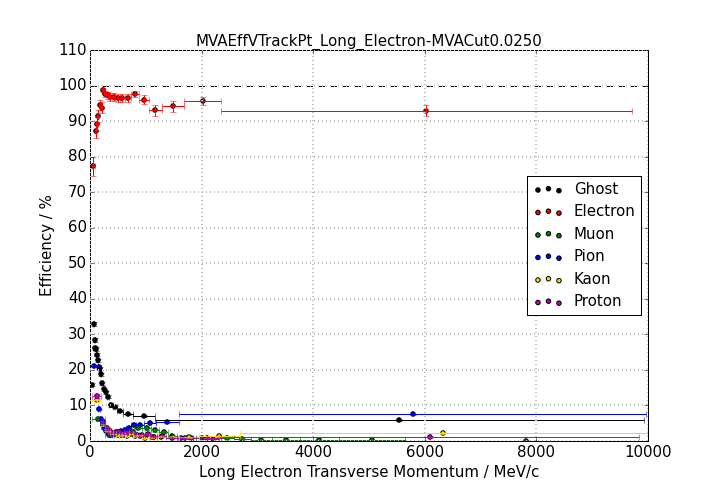 MVAEffVTrackPt_Long_Electron-MVACut0.0250
110
100
90
80
70
60
50
40
30
20
10
0
Efficiency / %
Ghost
Electron
Muon
Pion
Kaon
Proton
0 2000 4000 6000 8000 10000
Long Electron Transverse Momentum / MeV/c